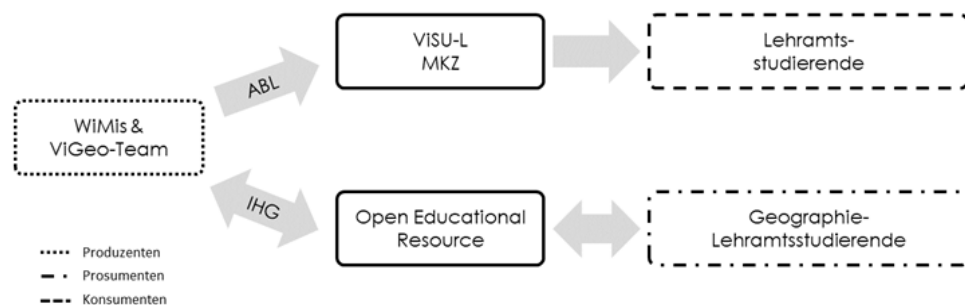 ViSU-L
MKZ
Lehramts-
studierende
ABL
WiMis &
ViGeo-Team
IHG
Open Educational
Resource
Geographie-
Lehramtsstudierende
Produzenten
Prosumenten
Konsumenten